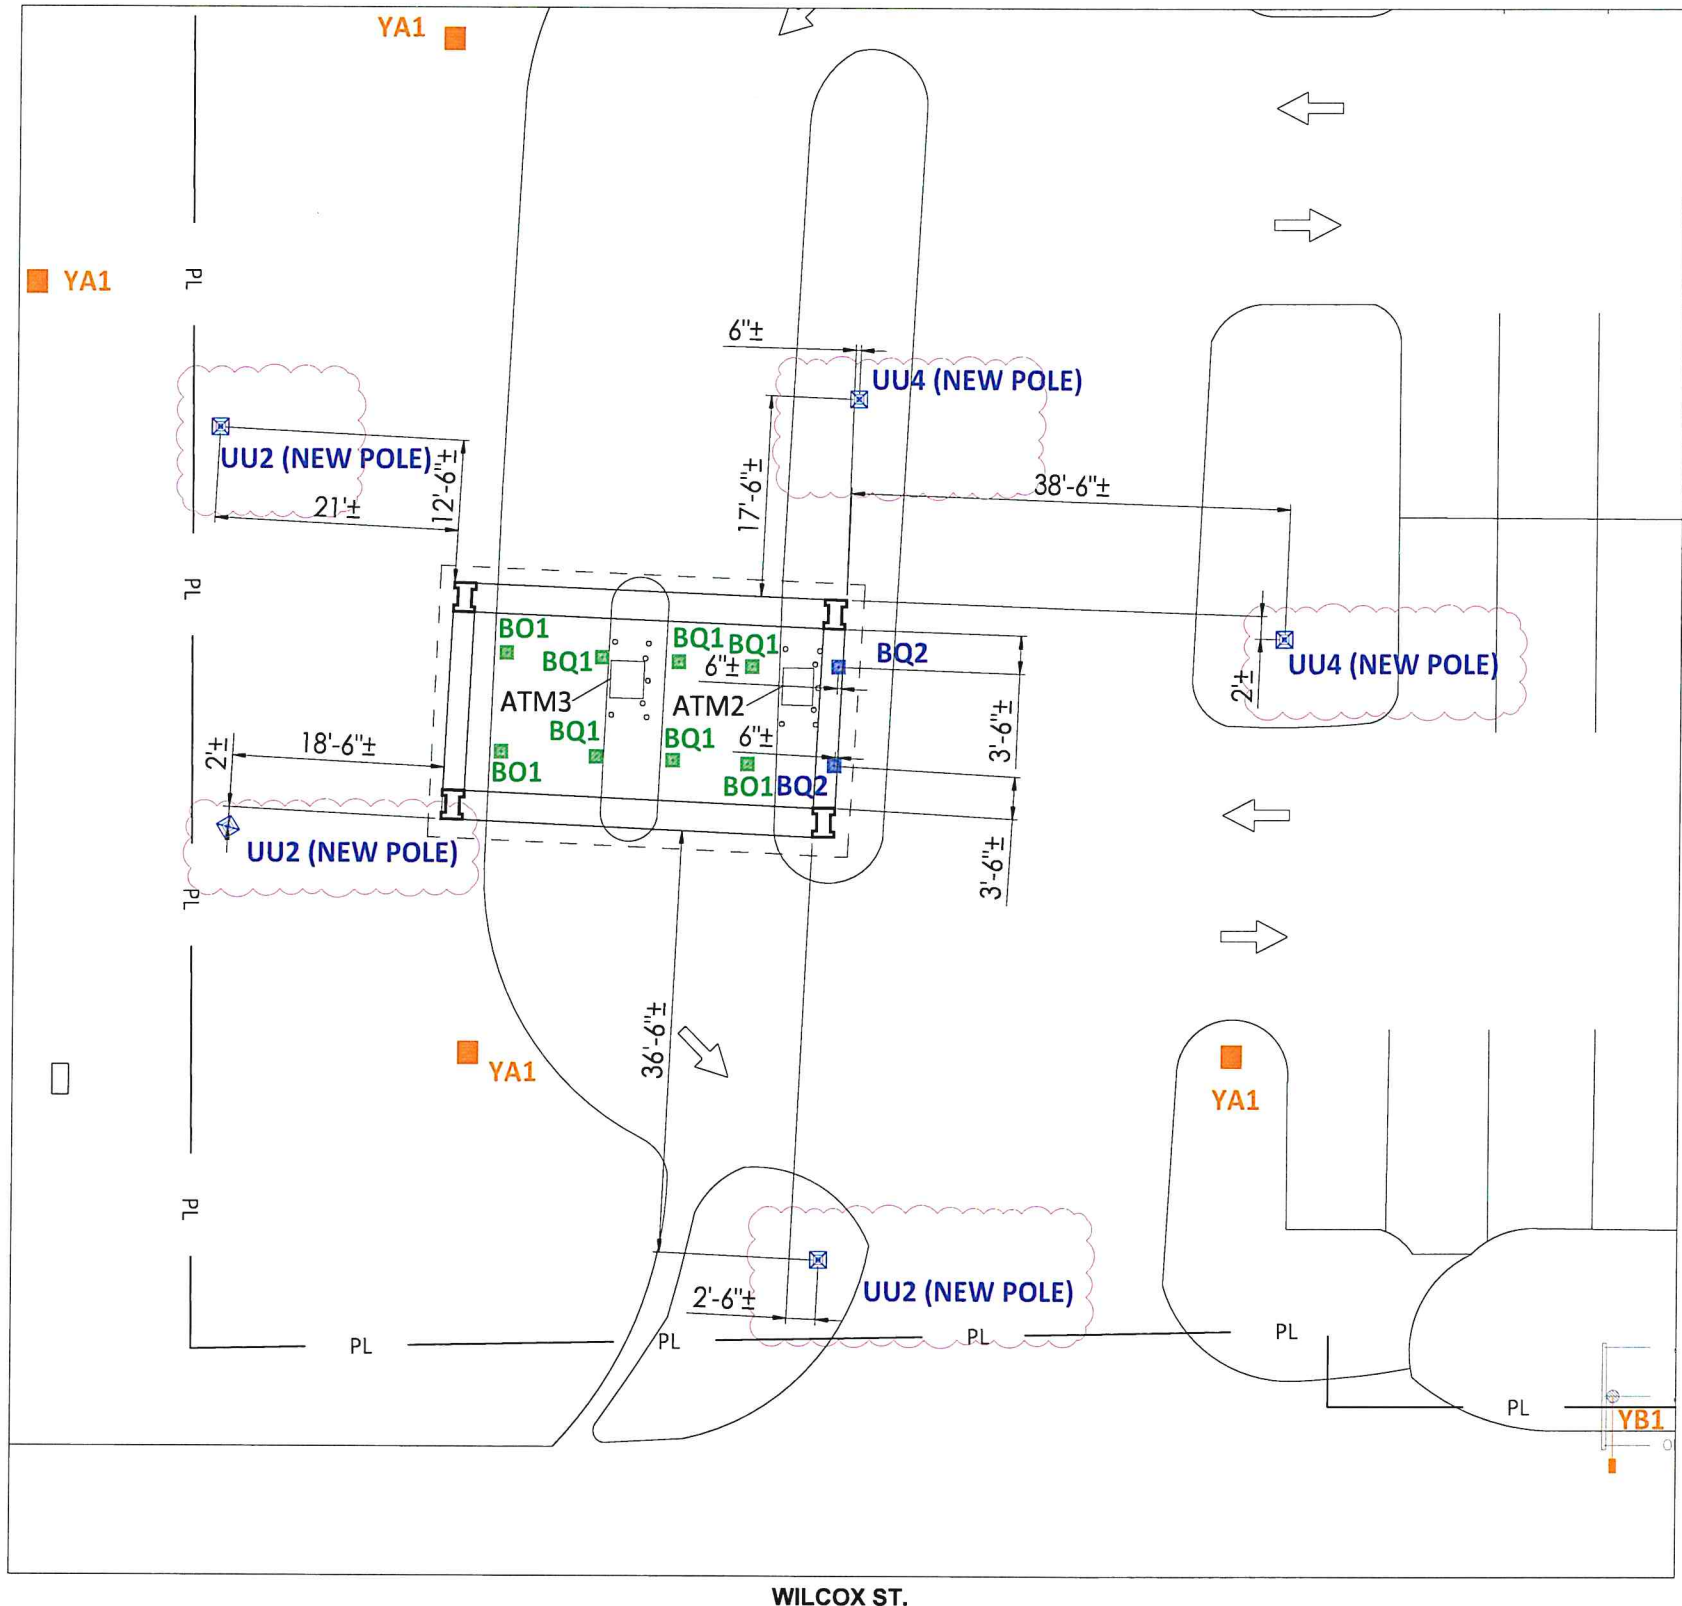 YA1
YA1
PL
6"±
UU4 (NEW POLE)
UU2 (NEW POLE)
12'-6"±
21'±
17'-6"±
38'-6"±
PL
BO1
BQ1
BQ1
BQ1
BQ2
6"±
UU4 (NEW POLE)
2'±
ATM3
ATM2
3'-6"±
2'±
18'-6"±
BQ1
BQ1
6"±
BO1
BO1
BQ2
UU2 (NEW POLE)
3'-6"±
PL
36'-6"±
YA1
YA1
PL
UU2 (NEW POLE)
2'-6"±
PL
PL
PL
PL
PL
YB1
WILCOX ST.